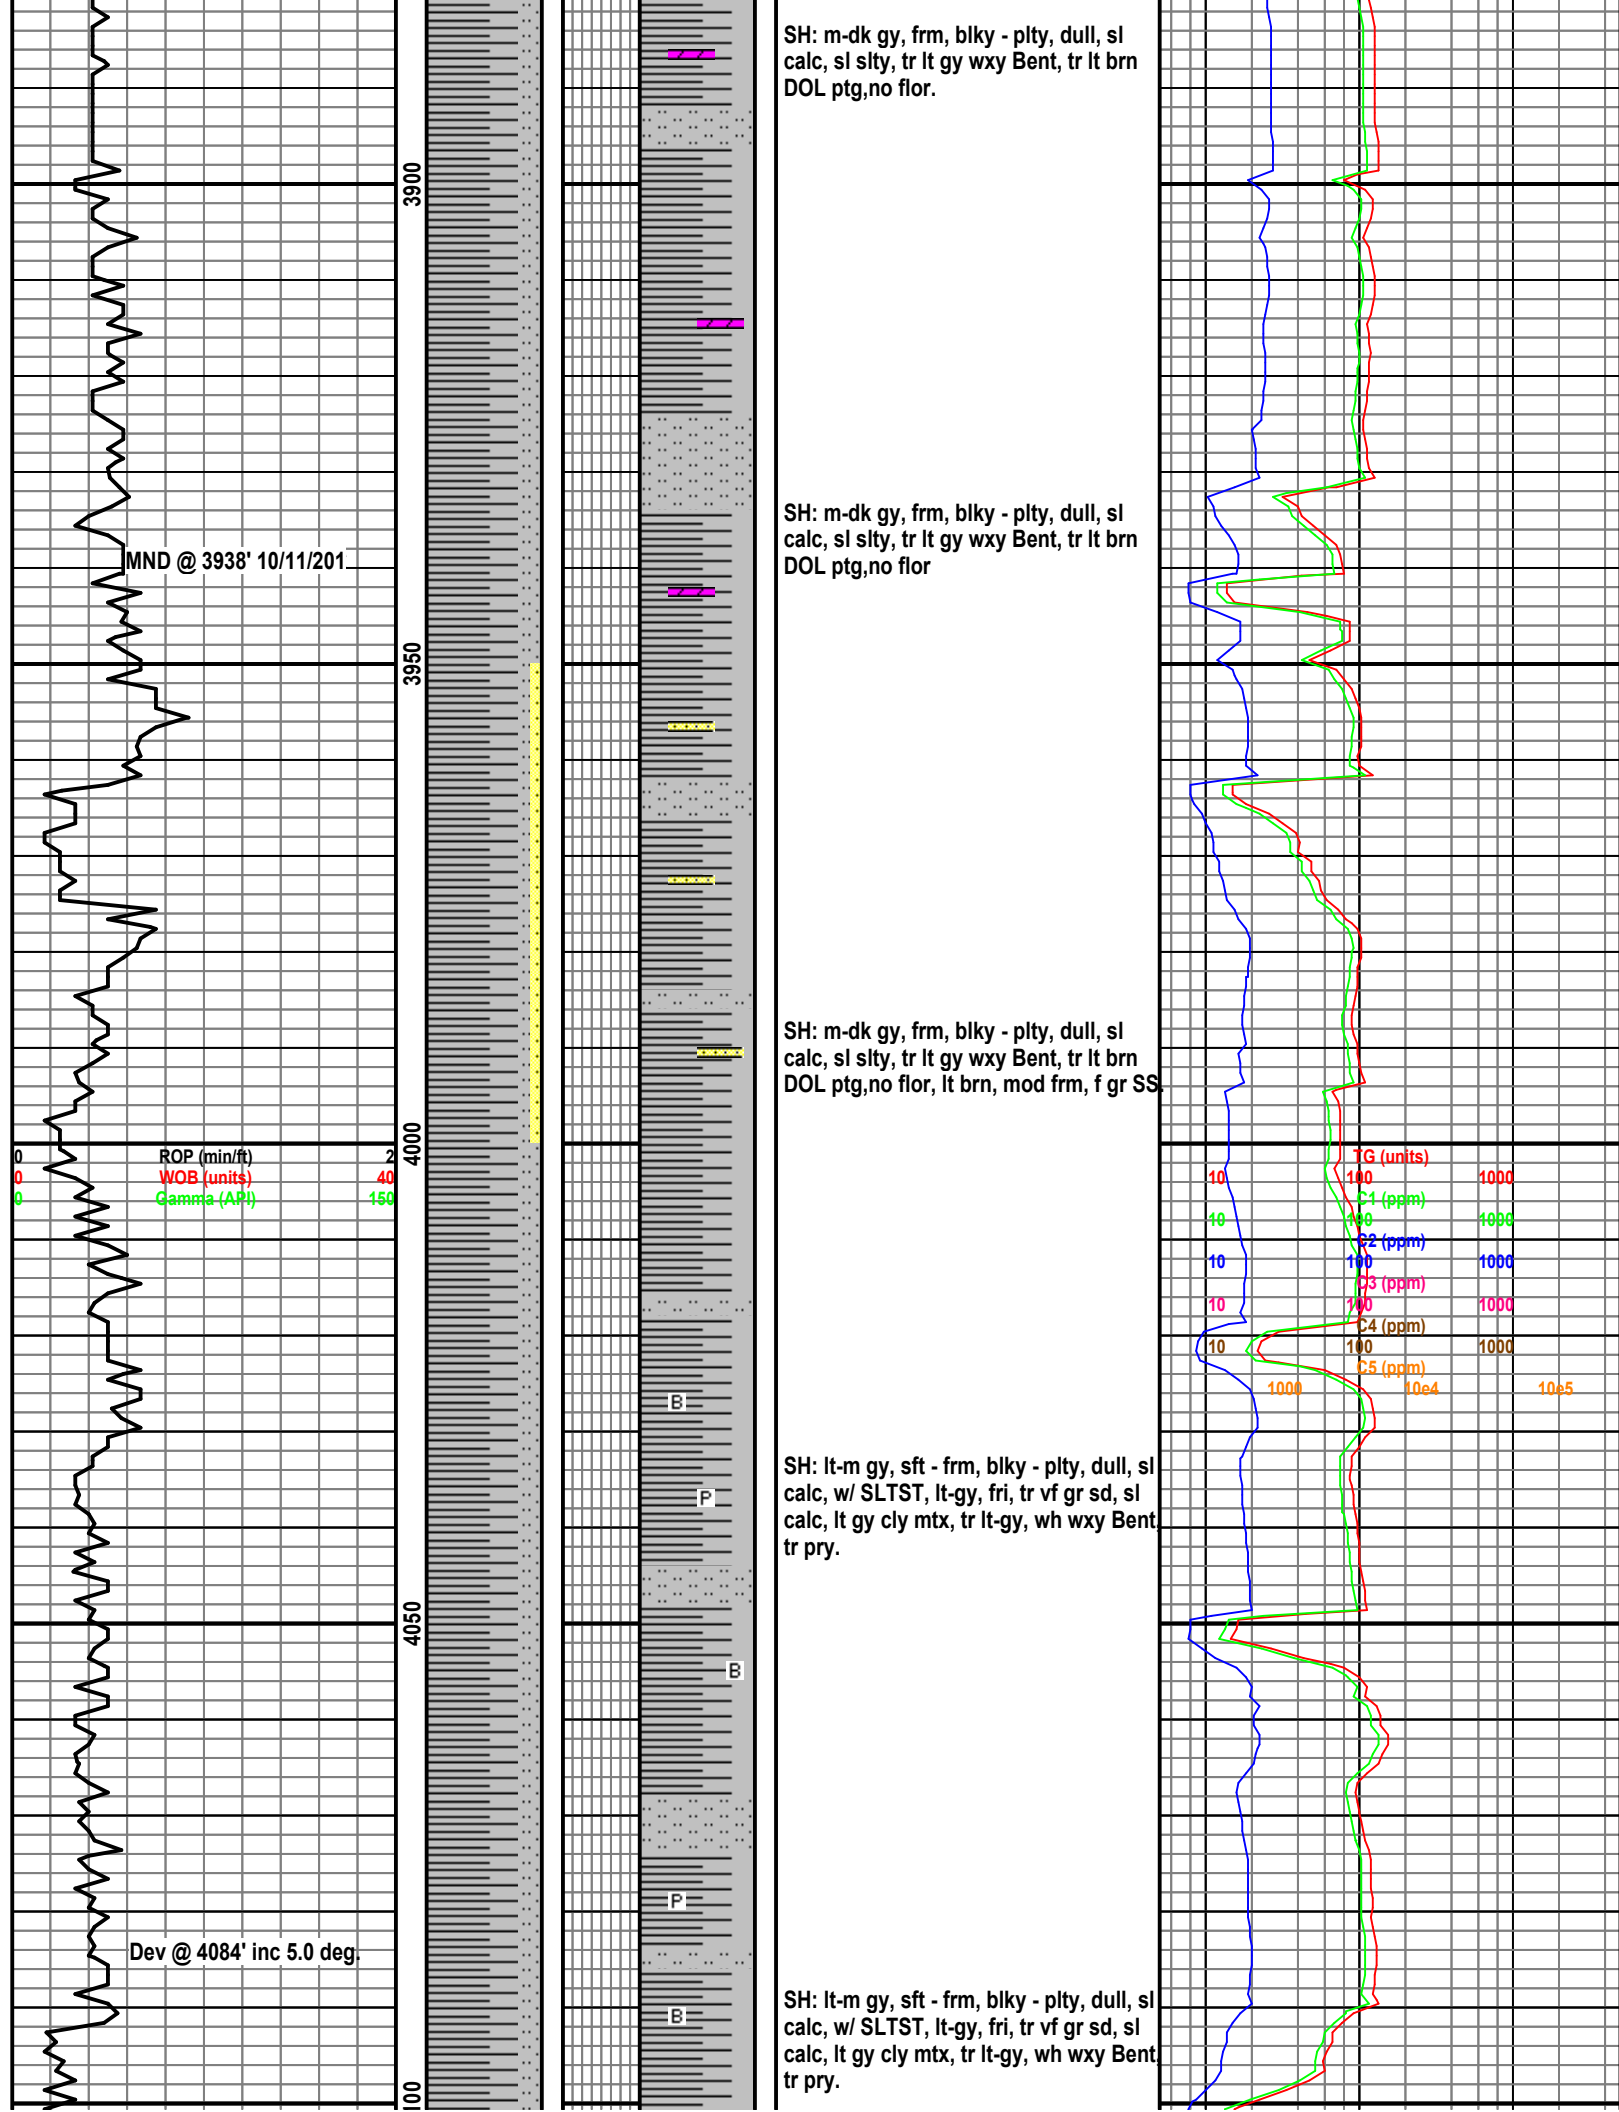 SH: m-dk gy, frm, blky - plty, dull, sl
calc, sl slty, tr lt gy wxy Bent, tr lt brn
DOL ptg,no flor.
3900
SH: m-dk gy, frm, blky - plty, dull, sl
calc, sl slty, tr lt gy wxy Bent, tr lt brn
DOL ptg,no flor
MND @ 3938' 10/11/201
3950
SH: m-dk gy, frm, blky - plty, dull, sl
calc, sl slty, tr lt gy wxy Bent, tr lt brn
DOL ptg,no flor, lt brn, mod frm, f gr SS.
4000
0 ROP (min/ft) 2
0 WOB (units) 40
0 Gamma (API) 150
TG (units)
10 100 1000
C1 (ppm)
10 100 1000
C2 (ppm)
10 100 1000
C3 (ppm)
10 100 1000
C4 (ppm)
10 100 1000
C5 (ppm)
1000 10e4 10e5
B
SH: lt-m gy, sft - frm, blky - plty, dull, sl
calc, w/ SLTST, lt-gy, fri, tr vf gr sd, sl
calc, lt gy cly mtx, tr lt-gy, wh wxy Bent,
tr pry.
P
4050
B
P
Dev @ 4084' inc 5.0 deg.
SH: lt-m gy, sft - frm, blky - plty, dull, sl
calc, w/ SLTST, lt-gy, fri, tr vf gr sd, sl
calc, lt gy cly mtx, tr lt-gy, wh wxy Bent,
tr pry.
B
100